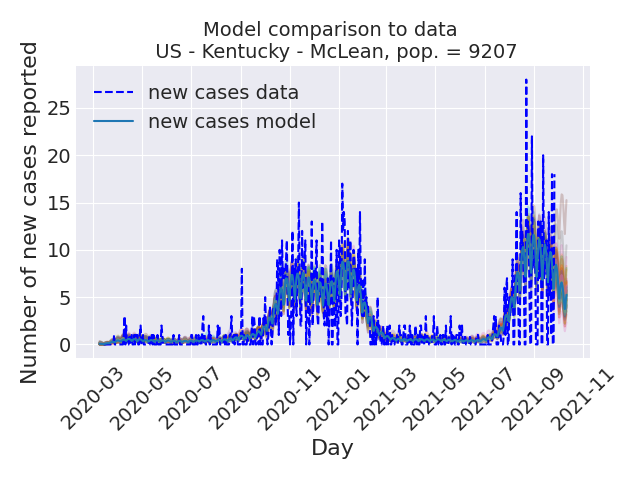 Model comparison to data
US - Kentucky - McLean, pop. = 9207
Number of new cases reported
new cases data
new cases model
25
20
15
10
5
0
2020-03
2020-05
2020-07
2020-09
2020-11
2021-01
2021-03
2021-05
2021-07
2021-09
2021-11
Day